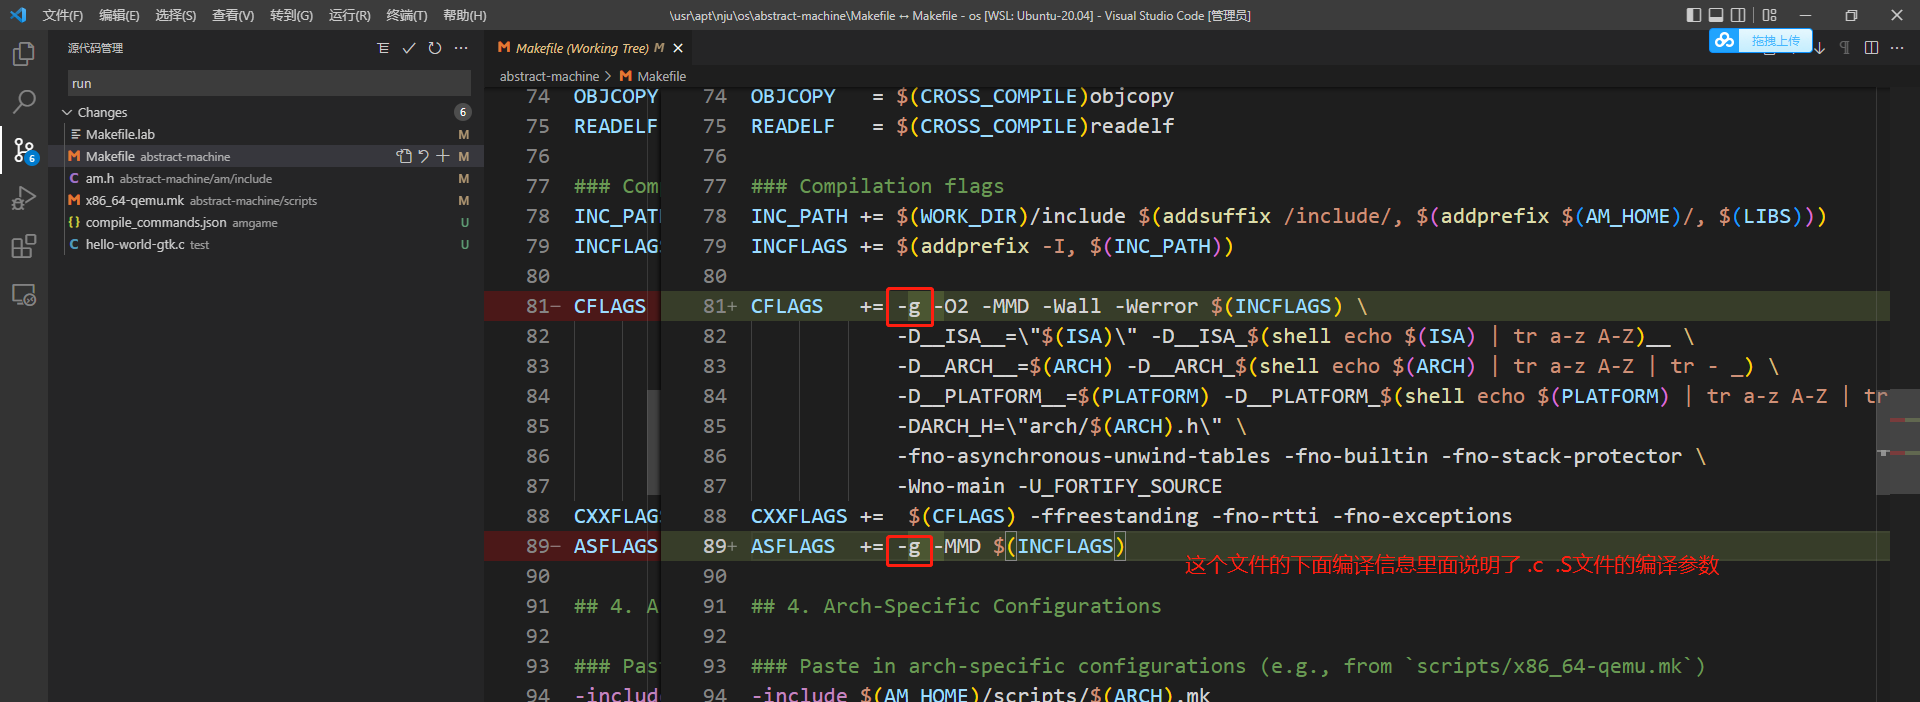 文件(F) 编辑(E) 选择(S) 查看(V) 转到(G) 运行(R) 终端(T) 帮助(H) \usr\apt\nju\os\abstract-machine\Makefile ↔ Makefile - os [WSL: Ubuntu-20.04] - Visual Studio Code [管理员]
源代码管理
run
Changes 6
Makefile.lab M
Makefile abstract-machine M
am.h abstract-machine/am/include M
x86_64-qemu.mk abstract-machine/scripts M
compile_commands.json amgame U
hello-world-gtk.c test U
6
Makefile (Working Tree) M
拖拽上传
abstract-machine > Makefile
74 OBJCOPY 74 OBJCOPY = $(CROSS_COMPILE)objcopy
75 READELF 75 READELF = $(CROSS_COMPILE)readelf
76 76
77 ### Com 77 ### Compilation flags
78 INC_PATH 78 INC_PATH += $(WORK_DIR)/include $(addsuffix /include/, $(addprefix $(AM_HOME)/, $(LIBS)))
79 INCFLAGS 79 INCFLAGS += $(addprefix -I, $(INC_PATH))
80 80
81− CFLAGS 81+ CFLAGS += -g -O2 -MMD -Wall -Werror $(INCFLAGS) \
82 82 -D__ISA__=\"$(ISA)\" -D__ISA_$(shell echo $(ISA) | tr a-z A-Z)__ \
83 83 -D__ARCH__=$(ARCH) -D__ARCH_$(shell echo $(ARCH) | tr a-z A-Z | tr - _) \
84 84 -D__PLATFORM__=$(PLATFORM) -D__PLATFORM_$(shell echo $(PLATFORM) | tr a-z A-Z | tr
85 85 -DARCH_H=\"arch/$(ARCH).h\" \
86 86 -fno-asynchronous-unwind-tables -fno-builtin -fno-stack-protector \
87 87 -Wno-main -U_FORTIFY_SOURCE
88 CXXFLAG 88 CXXFLAGS += $(CFLAGS) -ffreestanding -fno-rtti -fno-exceptions
89− ASFLAGS 89+ ASFLAGS += -g -MMD $(INCFLAGS)
这个文件的下面编译信息里面说明了 .c .S文件的编译参数
90 90
91 ## 4. A 91 ## 4. Arch-Specific Configurations
92 92
93 ### Pas 93 ### Paste in arch-specific configurations (e.g., from `scripts/x86_64-qemu.mk`)
94 -include 94 -include $(AM_HOME)/scripts/$(ARCH).mk